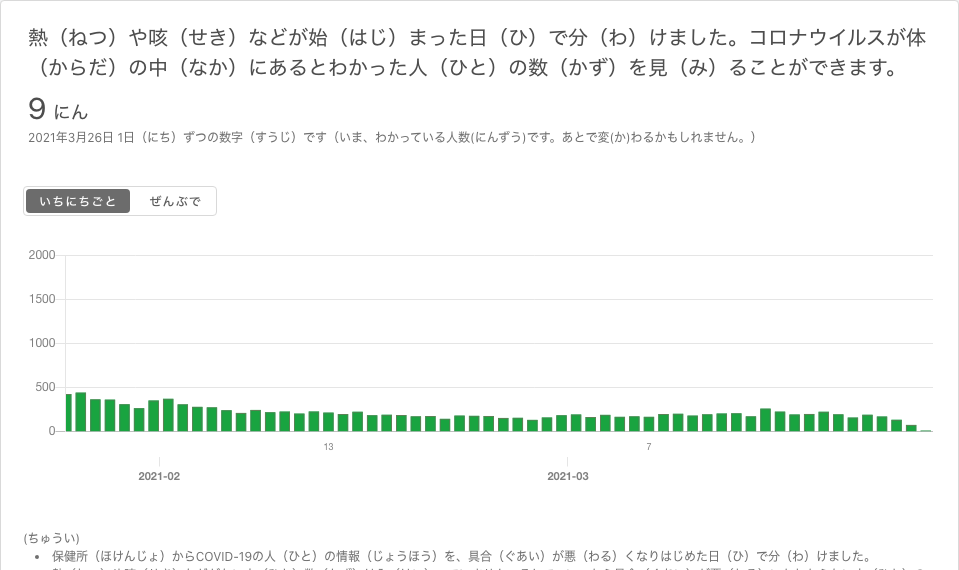 熱（ねつ）や咳（せき）などが始（はじ）まった日（ひ）で分（わ）けました。コロナウイルスが体
（からだ）の中（なか）にあるとわかった人（ひと）の数（かず）を見（み）ることができます。
9 にん
2021年3月26日 1日（にち）ずつの数字（すうじ）です（いま、わかっている人数(にんずう)です。あとで変(か)わるかもしれません。）
いちにちごと ぜんぶで
2000
1500
1000
500
0
13 7
2021-02 2021-03
(ちゅうい)
• 保健所（ほけんじょ）からCOVID-19の人（ひと）の情報（じょうほう）を、具合（ぐあい）が悪（わる）くなりはじめた日（ひ）で分（わ）けました。